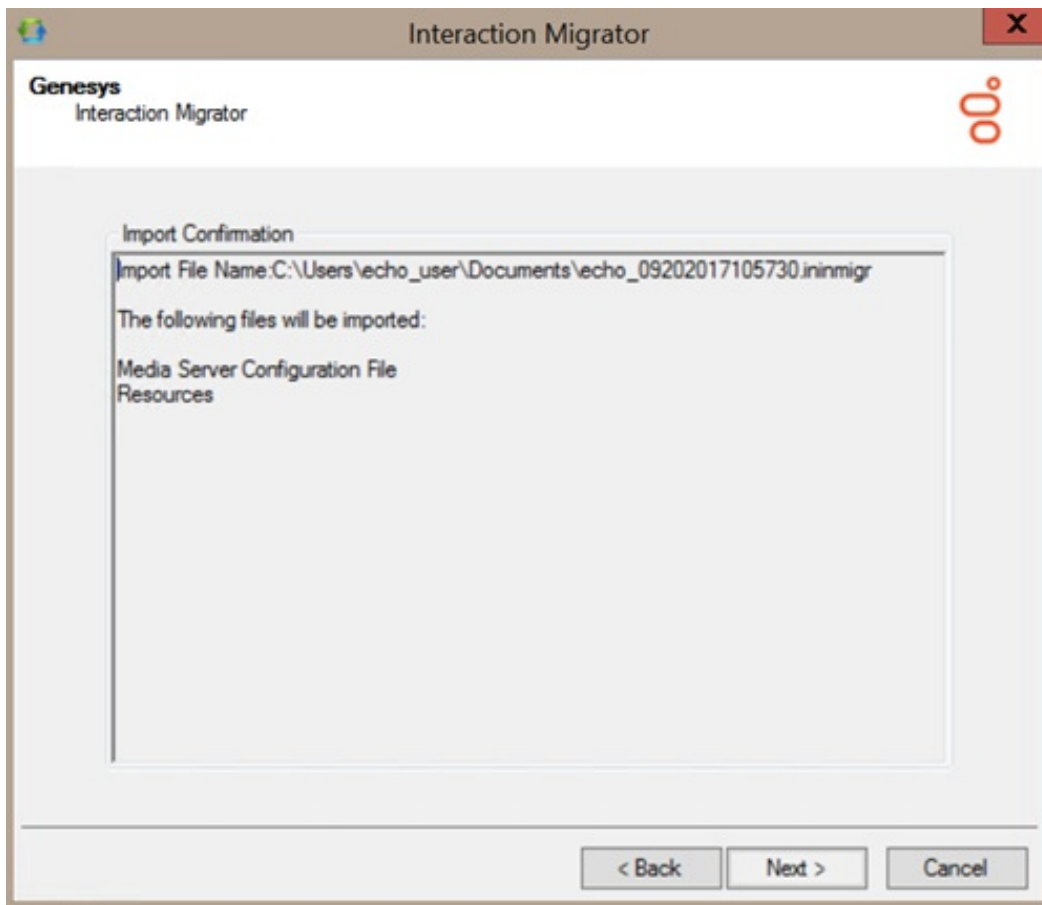 Interaction Migrator
X
Genesys
Interaction Migrator
Import Confirmation
Import File Name:C:\Users\echo_user\Documents\echo_09202017105730.ininmigr
The following files will be imported:
Media Server Configuration File
Resources
< Back
Next >
Cancel